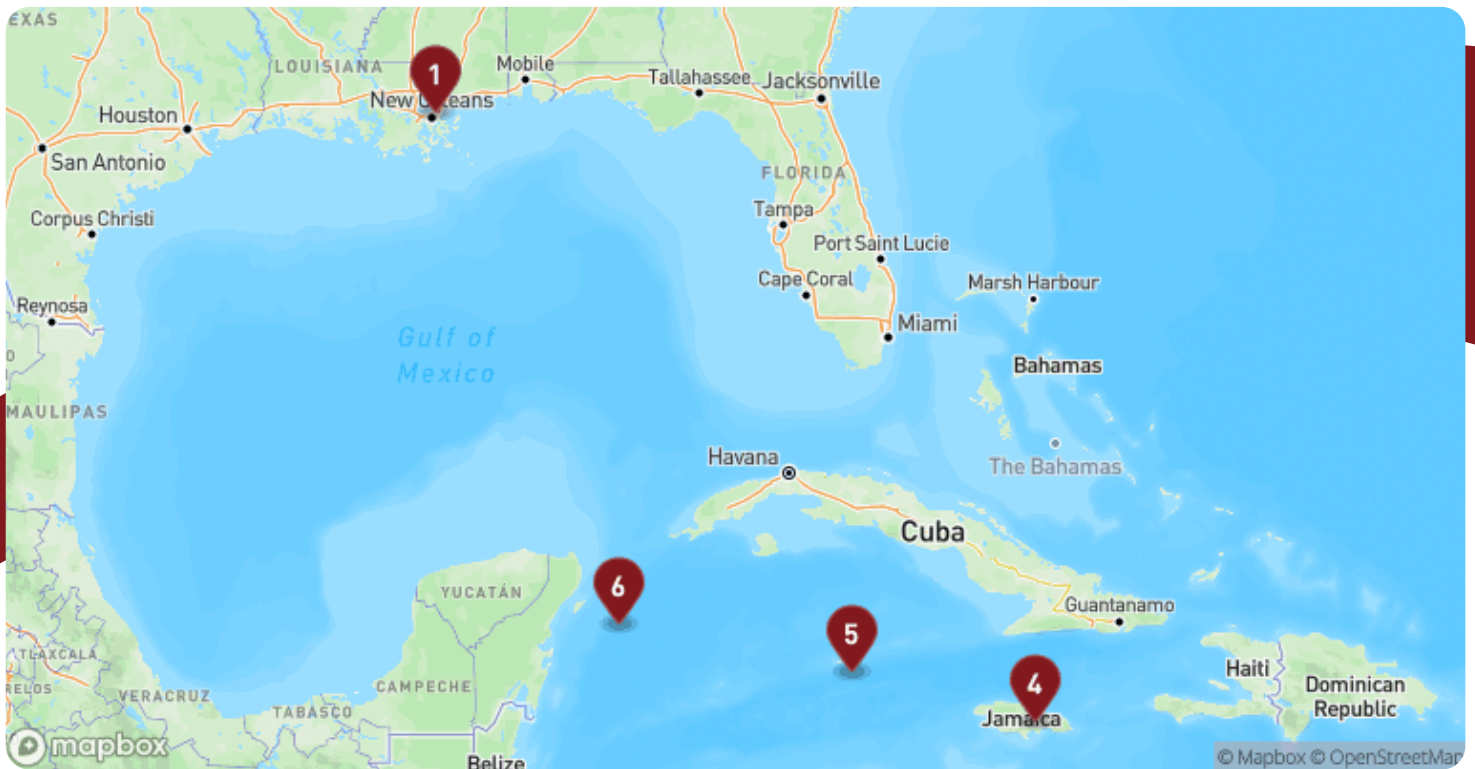 EXAS
LOUISIANA
1
Mobile
Tallahassee
Jacksonville
New Orleans
Houston
San Antonio
FLORIDA
Corpus Christi
Tampa
Port Saint Lucie
Cape Coral
Marsh Harbour
Reynosa
Miami
Gulf of
Mexico
Bahamas
MAULIPAS
Havana
The Bahamas
Cuba
6
YUCATÁN
Guantanamo
5
TLAXCALA
RELOS
VERACRUZ
CAMPECHE
TABASCO
4
Jamaica
Haiti
Dominican
Republic
mapbox
Belize
© Mapbox © OpenStreetMap